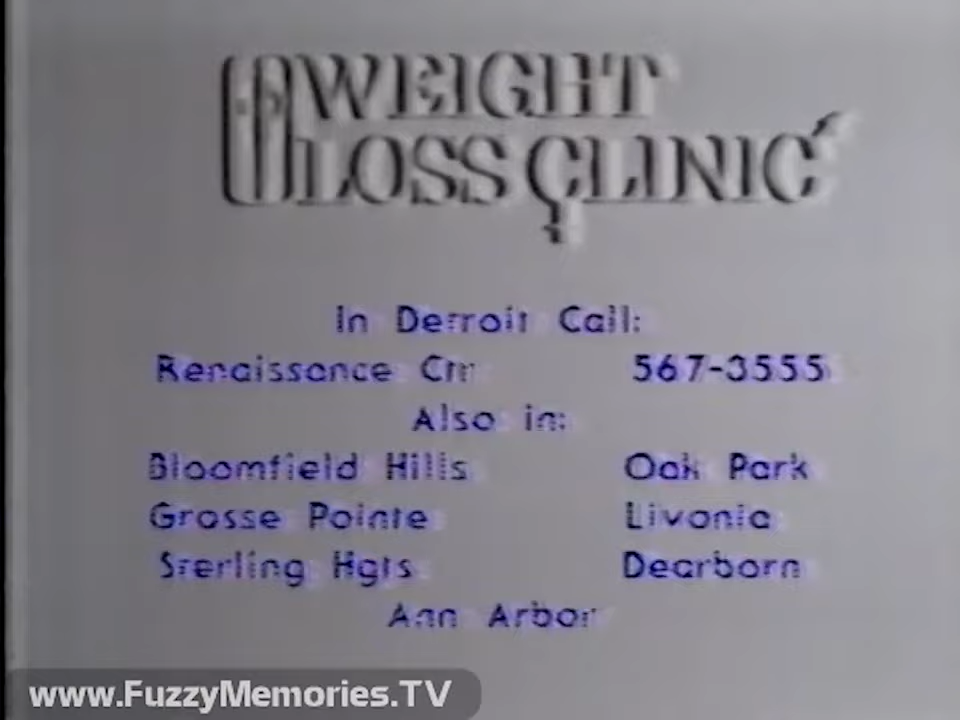 WEIGHT
LOSS CLINIC
In Detroit Call:
Renaissance Ctr 567-3555
Also in:
Bloomfield Hills Oak Park
Grosse Pointe Livonia
Sterling Hgts Dearborn
Ann Arbor
www.FuzzyMemories.TV